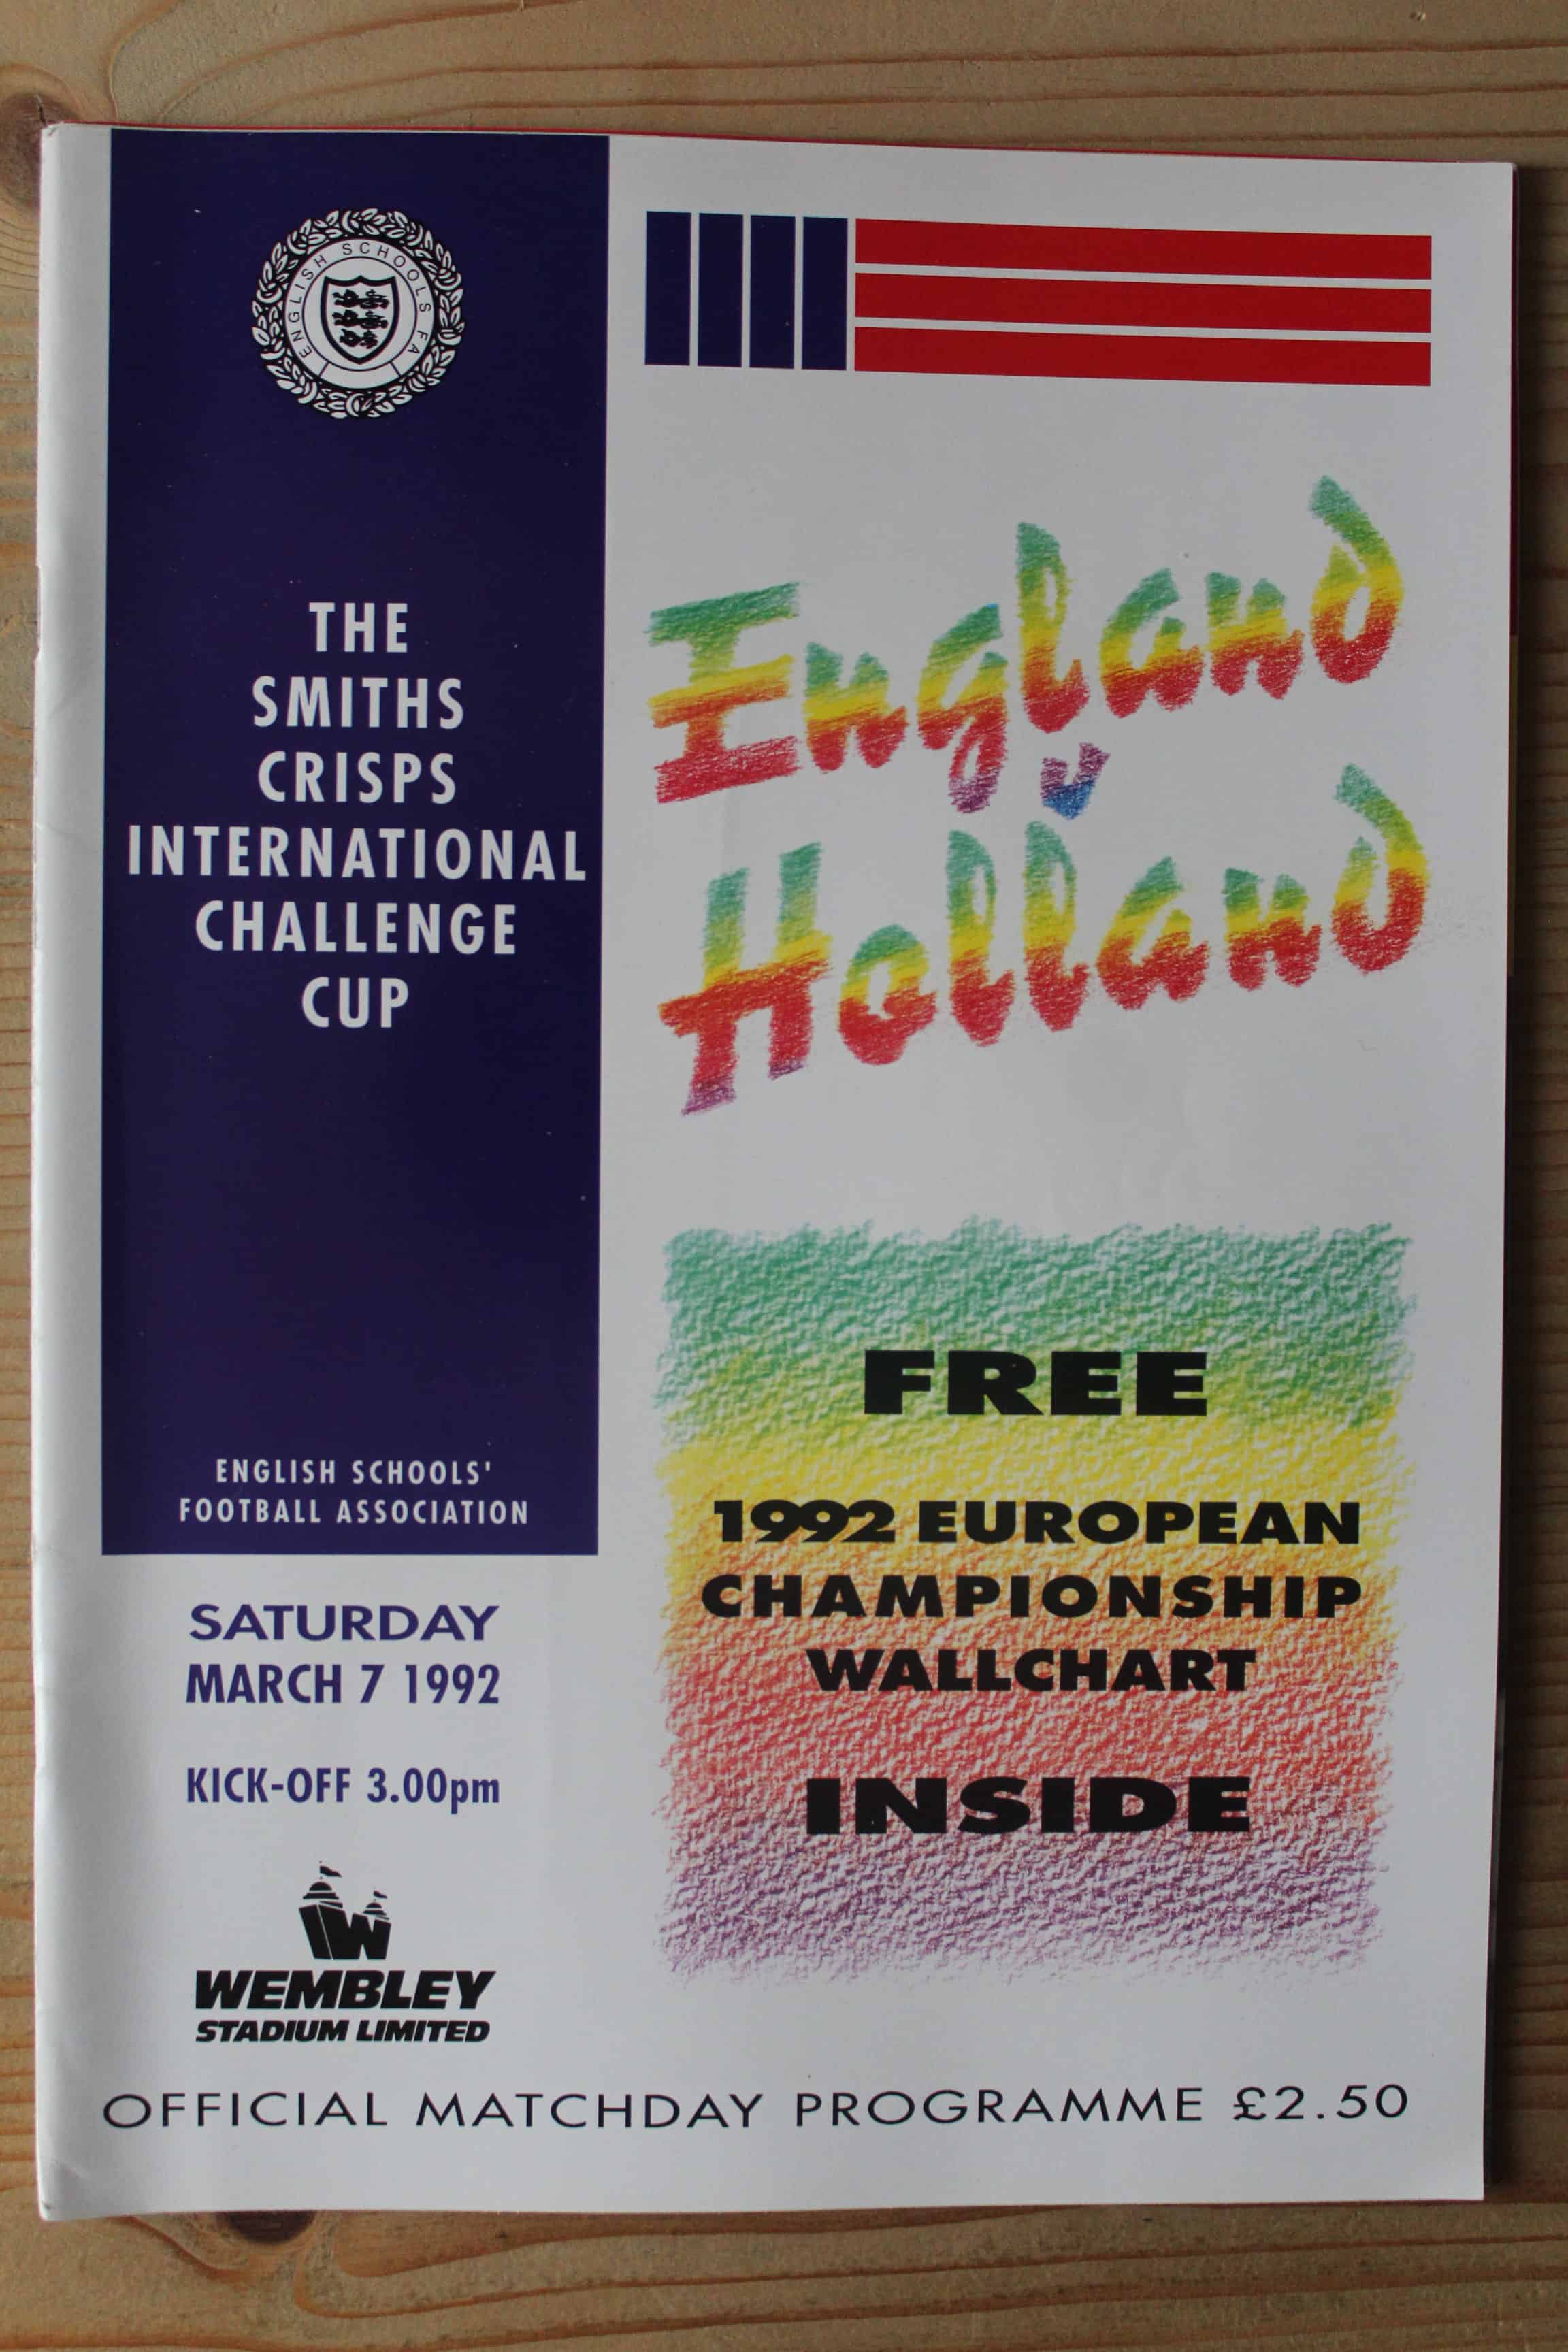 ENGLISH SCHOOLS FA
THE
SMITHS
CRISPS
INTERNATIONAL
CHALLENGE
CUP
ENGLISH SCHOOLS'
FOOTBALL ASSOCIATION
SATURDAY
MARCH 7 1992
KICK-OFF 3.00pm
W
WEMBLEY
STADIUM LIMITED
England
v
Holland
FREE
1992 EUROPEAN
CHAMPIONSHIP
WALLCHART
INSIDE
OFFICIAL MATCHDAY PROGRAMME £2.50